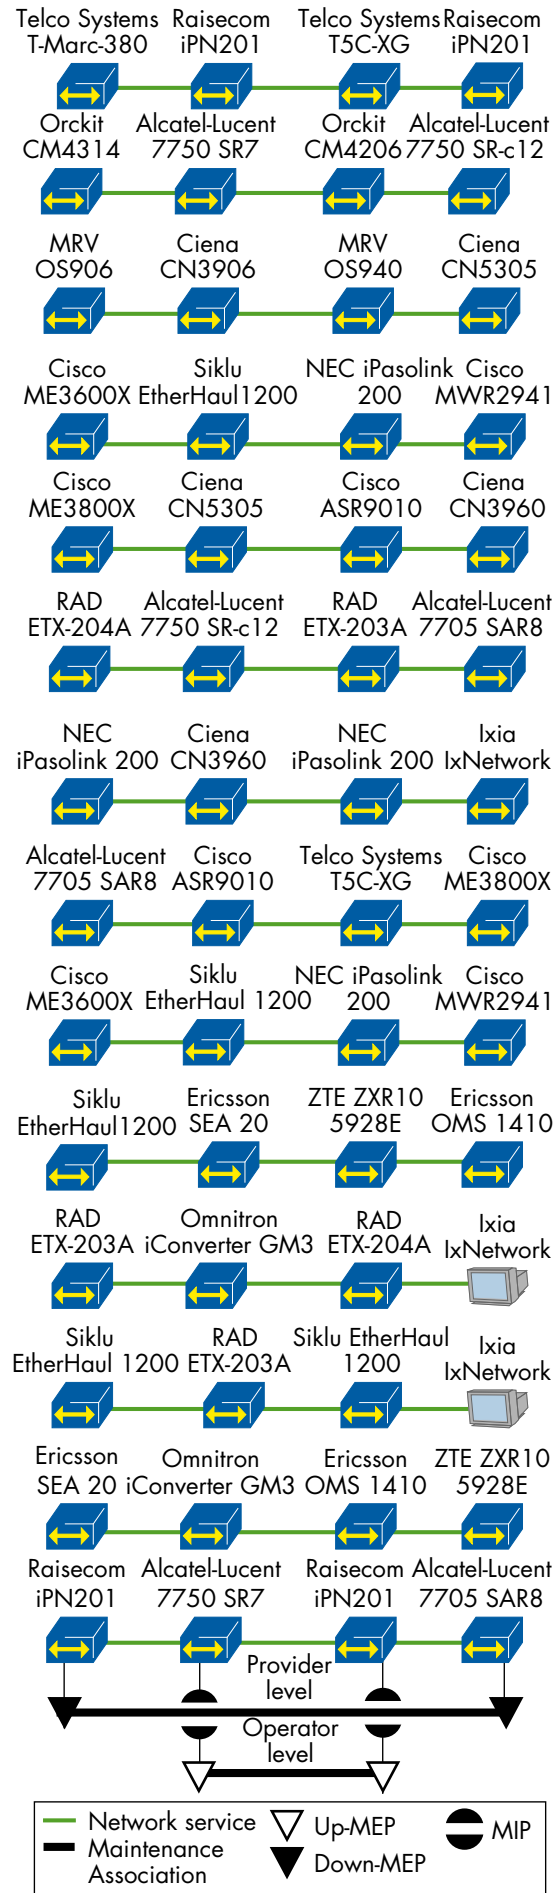 Telco Systems Raisecom Telco Systems Raisecom
T-Marc-380 iPN201 T5C-XG iPN201
Orckit Alcatel-Lucent Orckit Alcatel-Lucent
CM4314 7750 SR7 CM4206 7750 SR-c12
MRV Ciena MRV Ciena
OS906 CN3906 OS940 CN5305
Cisco Siklu NEC iPasolink Cisco
ME3600X EtherHaul1200 200 MWR2941
Cisco Ciena Cisco Ciena
ME3800X CN5305 ASR9010 CN3960
RAD Alcatel-Lucent RAD Alcatel-Lucent
ETX-204A 7750 SR-c12 ETX-203A 7705 SAR8
NEC Ciena NEC Ixia
iPasolink 200 CN3960 iPasolink 200 IxNetwork
Alcatel-Lucent Cisco Telco Systems Cisco
7705 SAR8 ASR9010 T5C-XG ME3800X
Cisco Siklu NEC iPasolink Cisco
ME3600X EtherHaul 1200 200 MWR2941
Siklu Ericsson ZTE ZXR10 Ericsson
EtherHaul1200 SEA 20 5928E OMS 1410
RAD Omnitron RAD Ixia
ETX-203A iConverter GM3 ETX-204A IxNetwork
Siklu RAD Siklu EtherHaul Ixia
EtherHaul 1200 ETX-203A 1200 IxNetwork
Ericsson Omnitron Ericsson ZTE ZXR10
SEA 20 iConverter GM3 OMS 1410 5928E
Raisecom Alcatel-Lucent Raisecom Alcatel-Lucent
iPN201 7750 SR7 iPN201 7705 SAR8
Provider
level
Operator
level
Network service Up-MEP MIP
Maintenance Down-MEP
Association